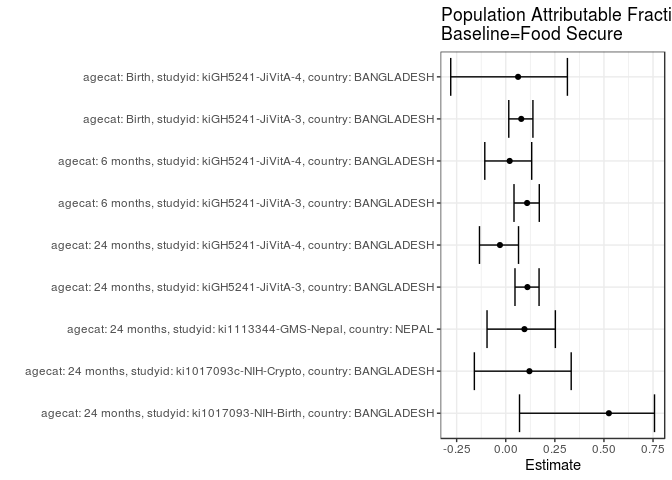 Population Attributable Fracti
Baseline=Food Secure
agecat: Birth, studyid: kiGH5241-JiVitA-4, country: BANGLADESH
agecat: Birth, studyid: kiGH5241-JiVitA-3, country: BANGLADESH
agecat: 6 months, studyid: kiGH5241-JiVitA-4, country: BANGLADESH
agecat: 6 months, studyid: kiGH5241-JiVitA-3, country: BANGLADESH
agecat: 24 months, studyid: kiGH5241-JiVitA-4, country: BANGLADESH
agecat: 24 months, studyid: kiGH5241-JiVitA-3, country: BANGLADESH
agecat: 24 months, studyid: ki1113344-GMS-Nepal, country: NEPAL
agecat: 24 months, studyid: ki1017093c-NIH-Crypto, country: BANGLADESH
agecat: 24 months, studyid: ki1017093-NIH-Birth, country: BANGLADESH
-0.25 0.00 0.25 0.50 0.75
Estimate